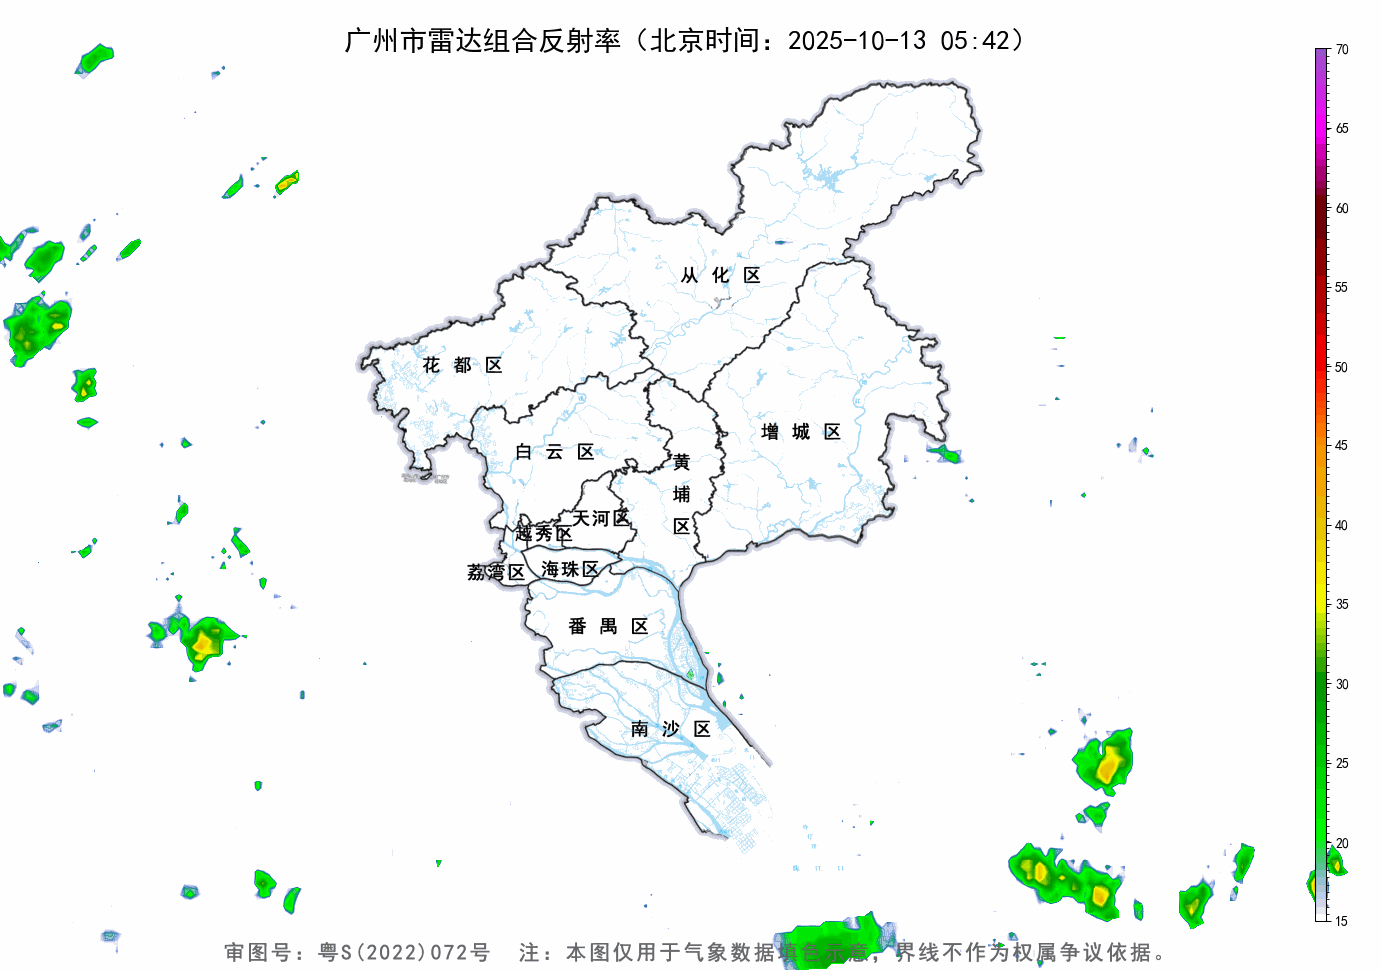 广州市雷达组合反射率（北京时间：2025-10-13 05:42）
70
65
60
55
50
45
40
35
30
25
20
15
从化区
花都区
增城区
白云区
黄埔区
天河区
越秀区
海珠区
荔湾区
番禺区
南沙区
审图号：粤S(2022)072号 注：本图仅用于气象数据填色示意，界线不作为权属争议依据。